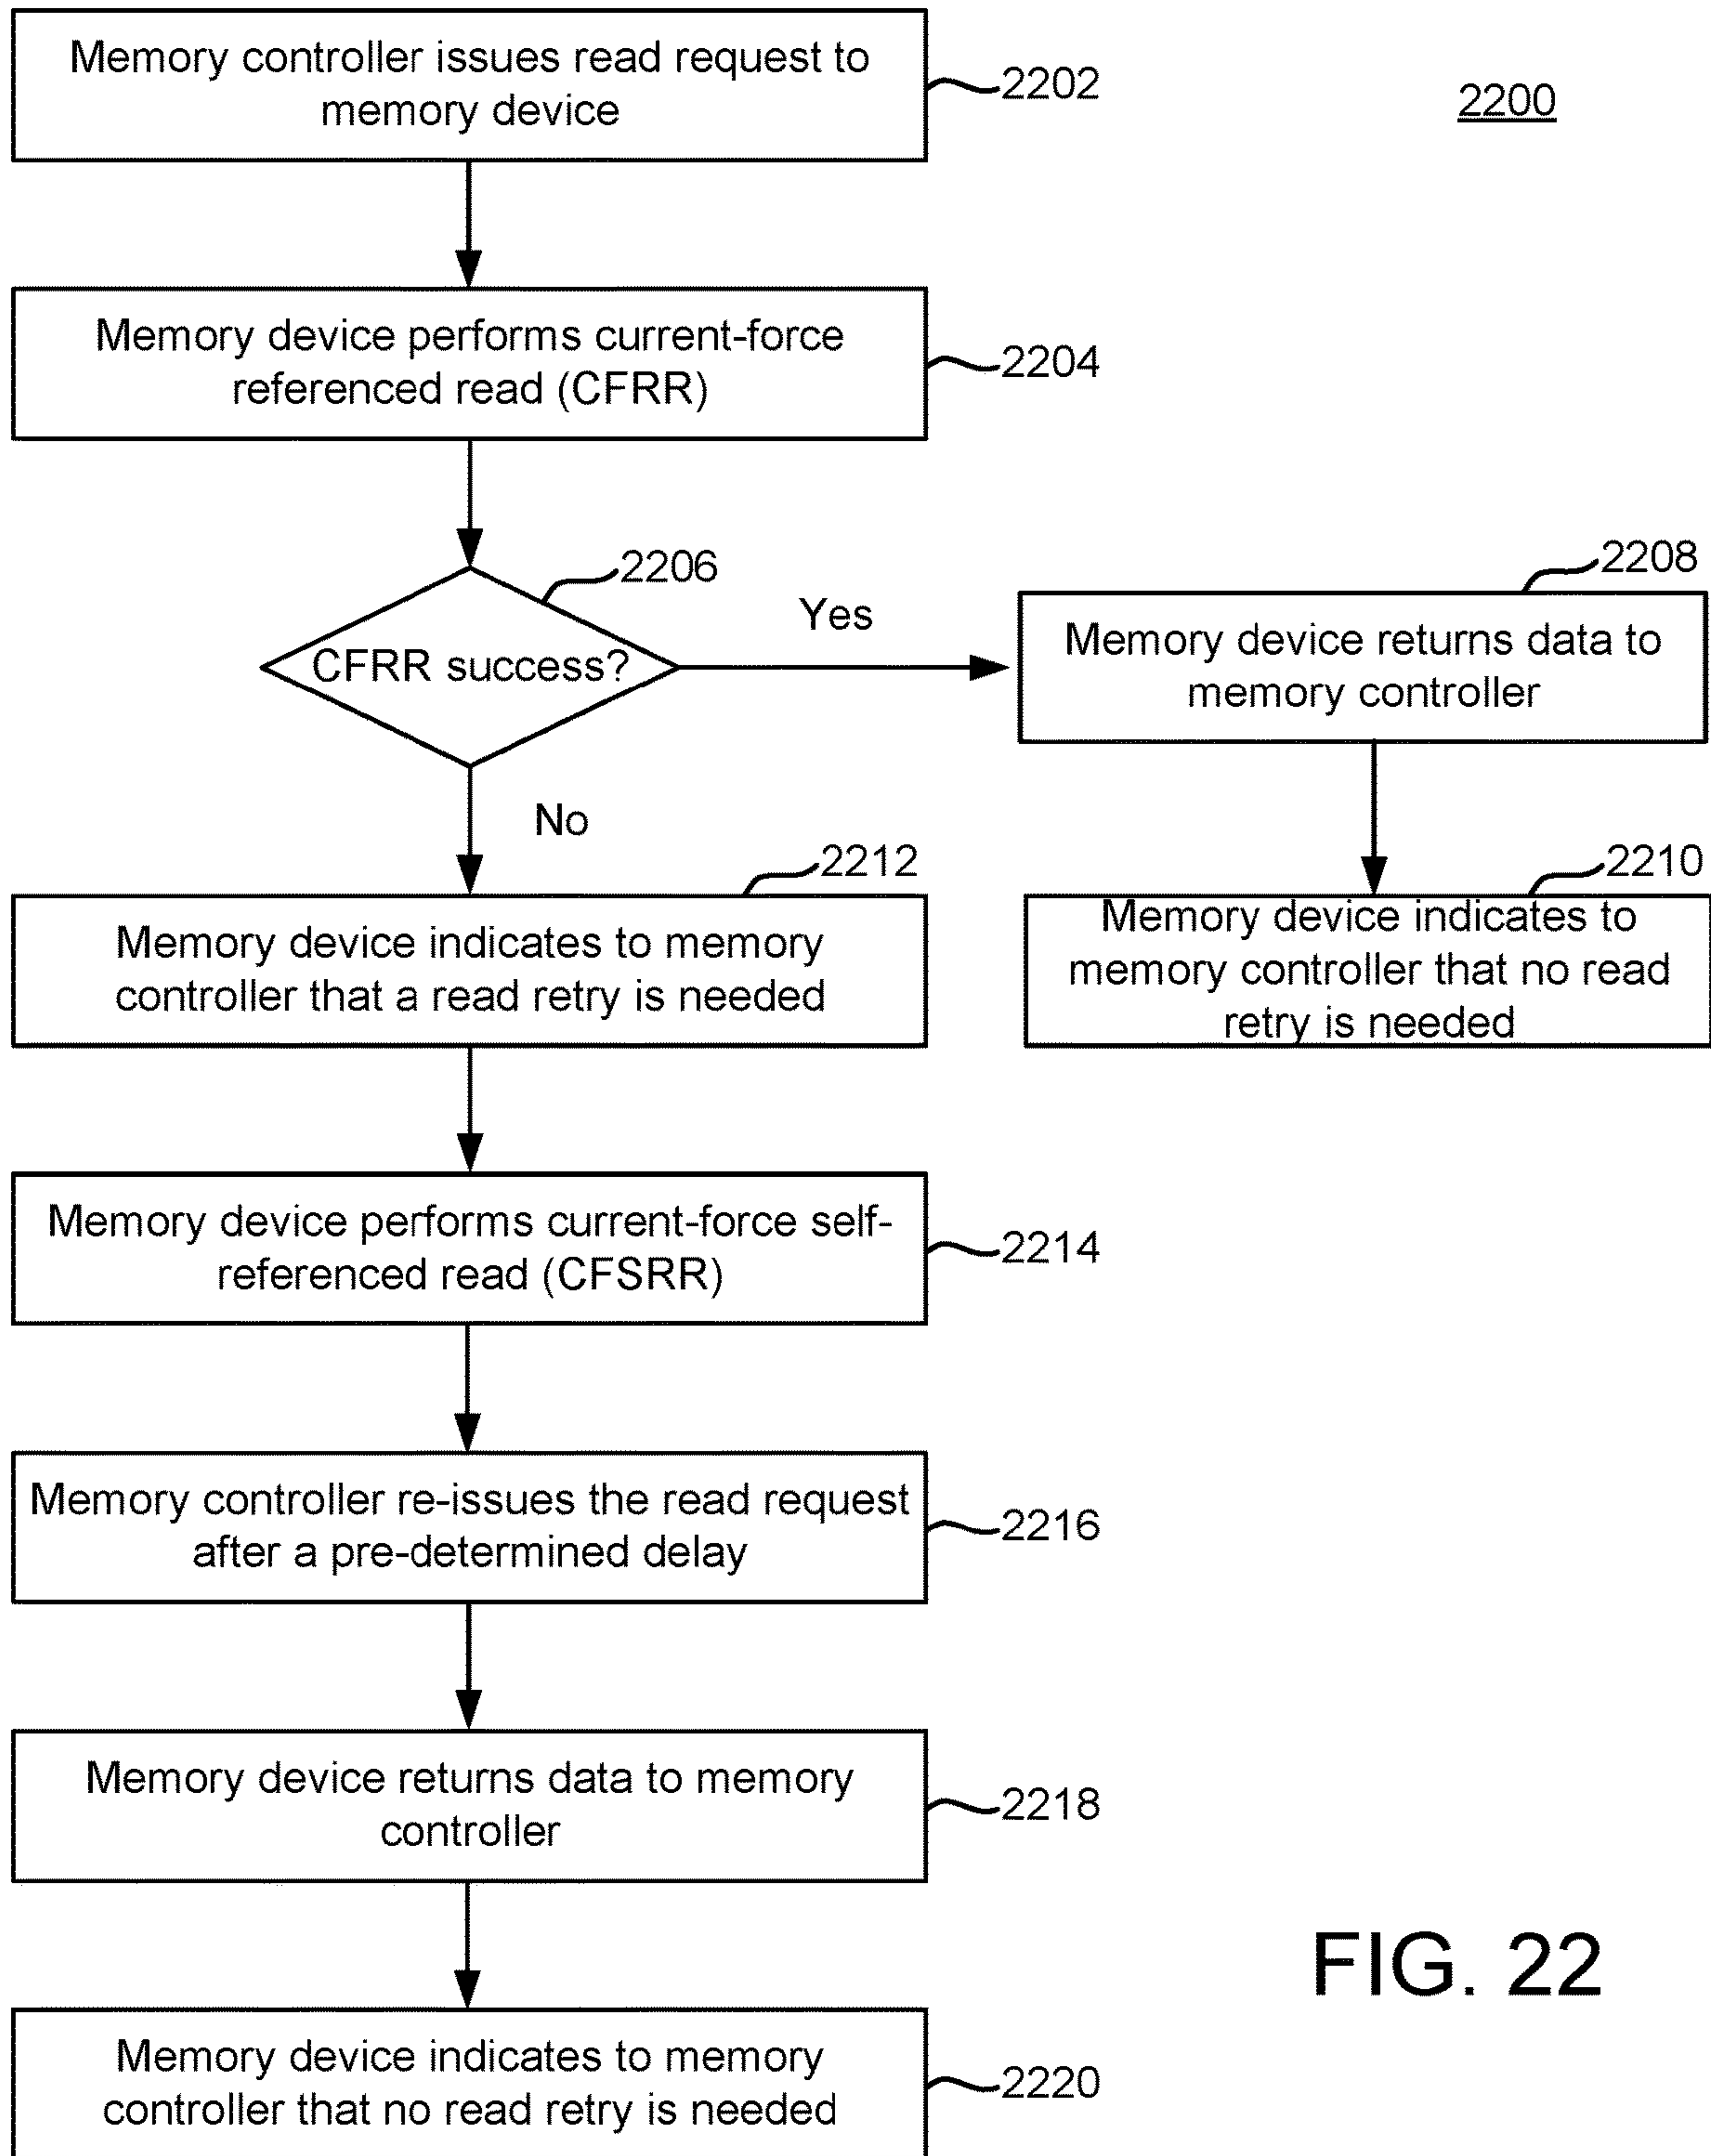 Memory controller issues read request to
memory device
2202
2200
Memory device performs current-force
referenced read (CFRR)
2204
2206
CFRR success?
Yes
2208
Memory device returns data to
memory controller
No
2212
Memory device indicates to memory
controller that a read retry is needed
2210
Memory device indicates to
memory controller that no read
retry is needed
Memory device performs current-force self-
referenced read (CFSRR)
2214
Memory controller re-issues the read request
after a pre-determined delay
2216
Memory device returns data to memory
controller
2218
Memory device indicates to memory
controller that no read retry is needed
2220
FIG. 22